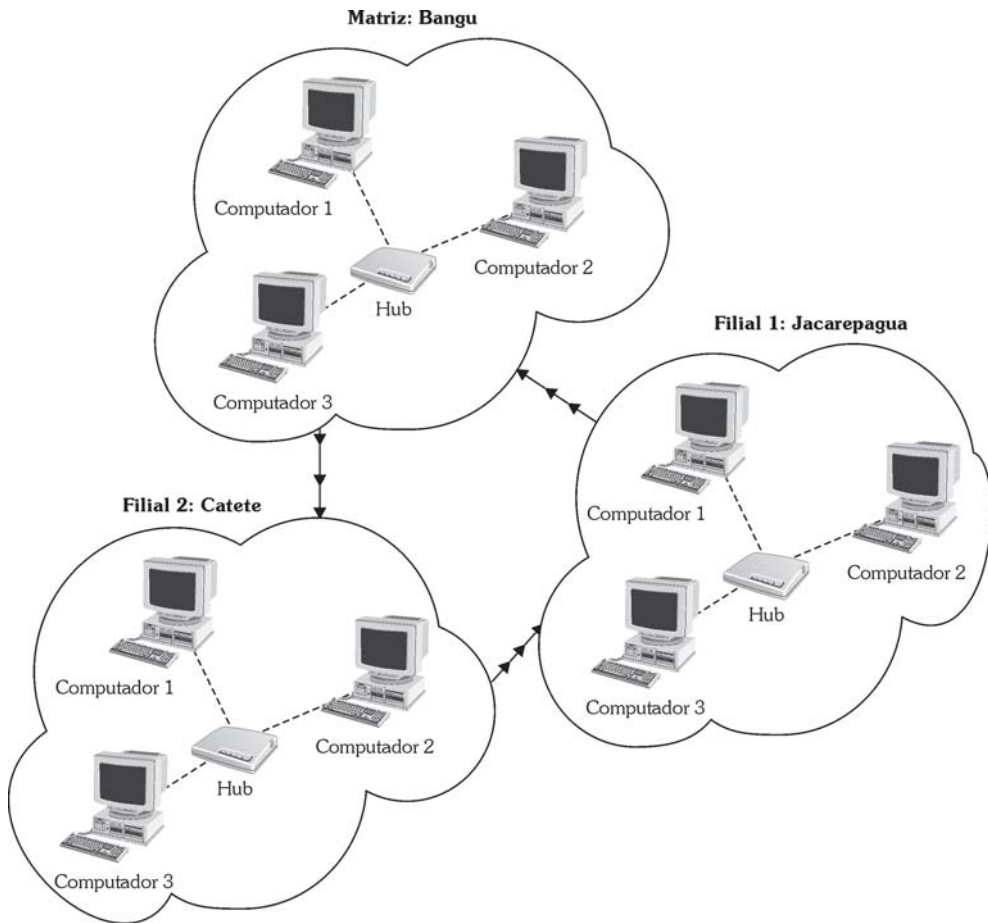 Matriz: Bangu
Computador 1
Computador 2
Hub
Computador 3
Filial 1: Jacarepagua
Computador 1
Computador 2
Hub
Computador 3
Filial 2: Catete
Computador 1
Computador 2
Hub
Computador 3